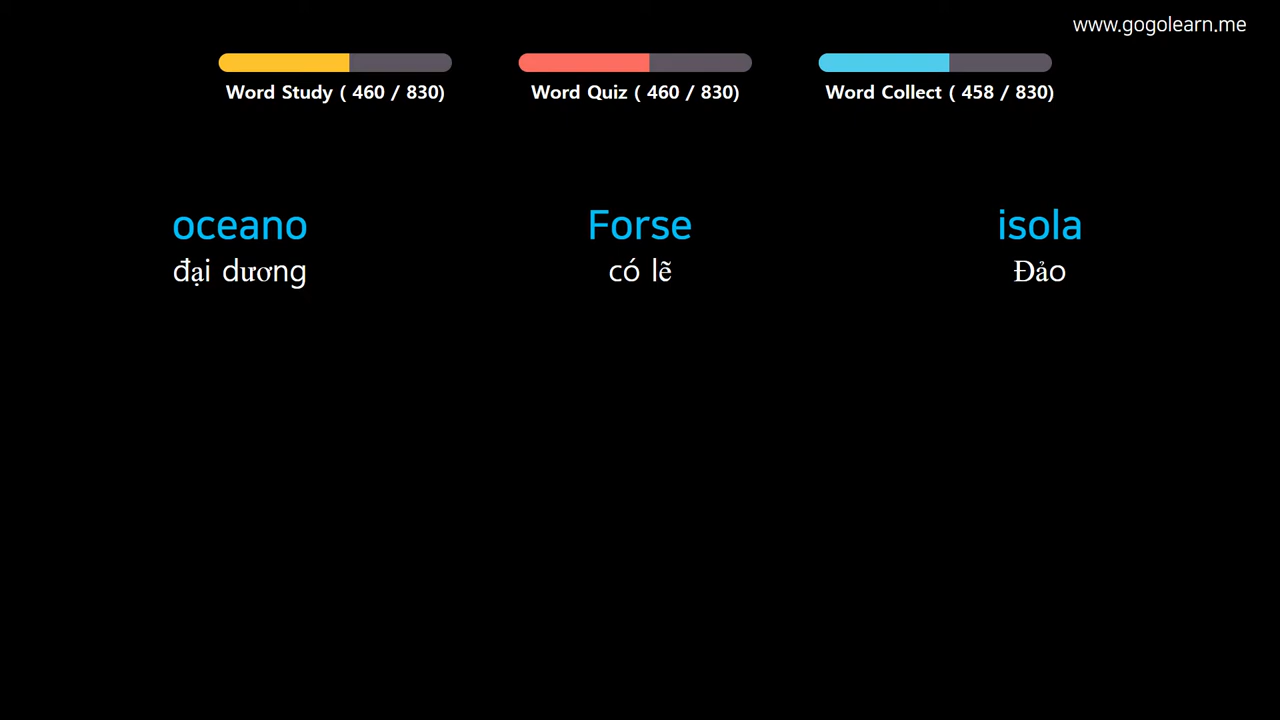 www.gogolearn.me
Word Study ( 460 / 830)
Word Quiz ( 460 / 830)
Word Collect ( 458 / 830)
oceano
đại dương
Forse
có lẽ
isola
Đảo